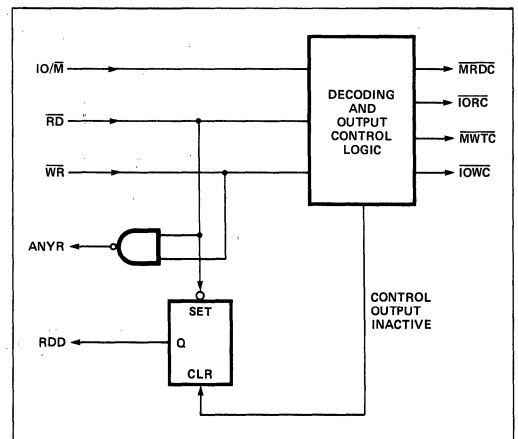 IO/M̅
R̅D̅
W̅R̅
DECODING
AND
OUTPUT
CONTROL
LOGIC
M̅R̅D̅C̅
I̅O̅R̅C̅
M̅W̅T̅C̅
I̅O̅W̅C̅
ANYR
SET
RDD
Q
CLR
CONTROL
OUTPUT
INACTIVE